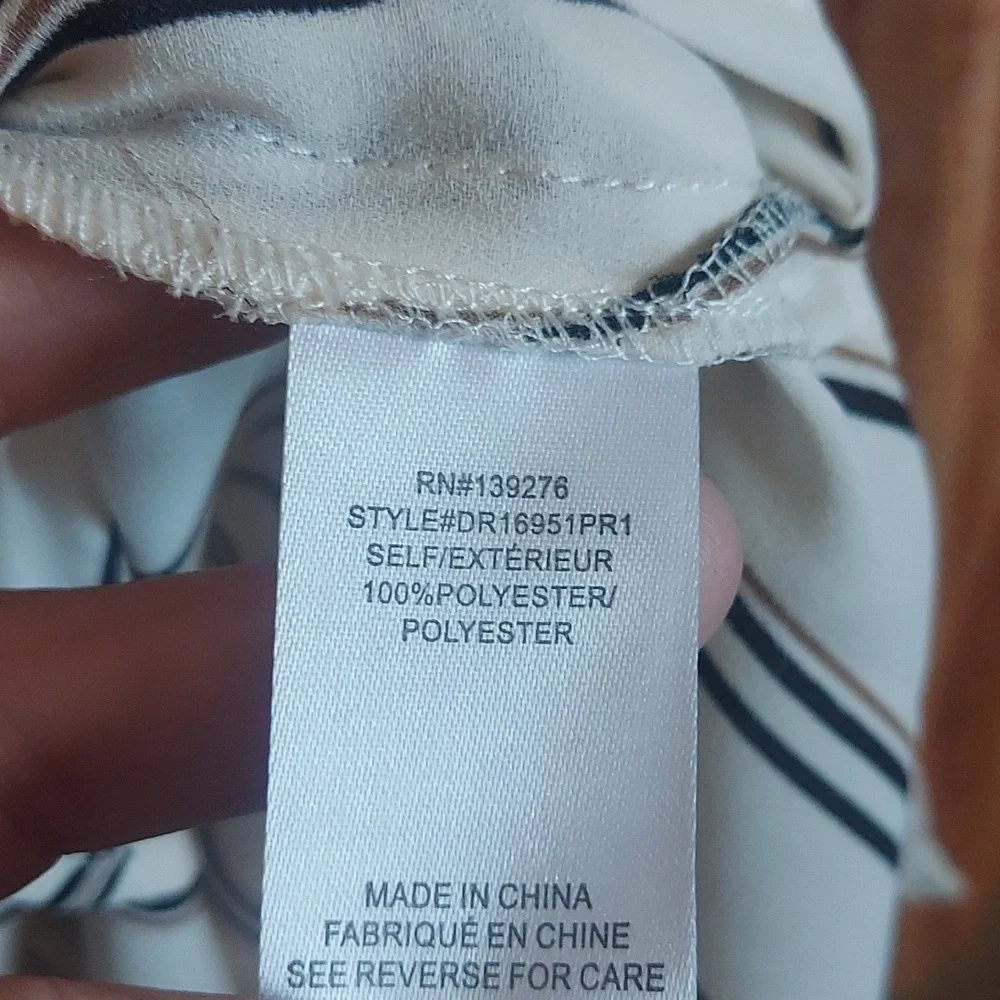 RN#139276
STYLE#DR16951PR1
SELF/EXTÉRIEUR
100%POLYESTER/
POLYESTER
MADE IN CHINA
FABRIQUÉ EN CHINE
SEE REVERSE FOR CARE